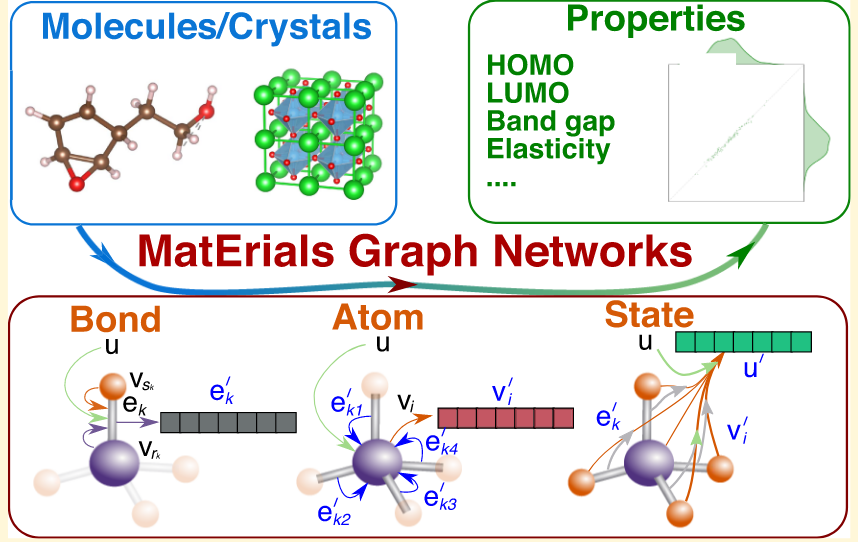 Molecules/Crystals
Properties
HOMO
LUMO
Band gap
Elasticity
....
MatErials Graph Networks
Bond
Atom
State
u
v_{s_k}
e_k
e'_k
v_{r_k}
u
e'_{k1}
v_i
v'_i
e'_{k4}
e'_{k2}
e'_{k3}
u
u'
e'_k
v'_i